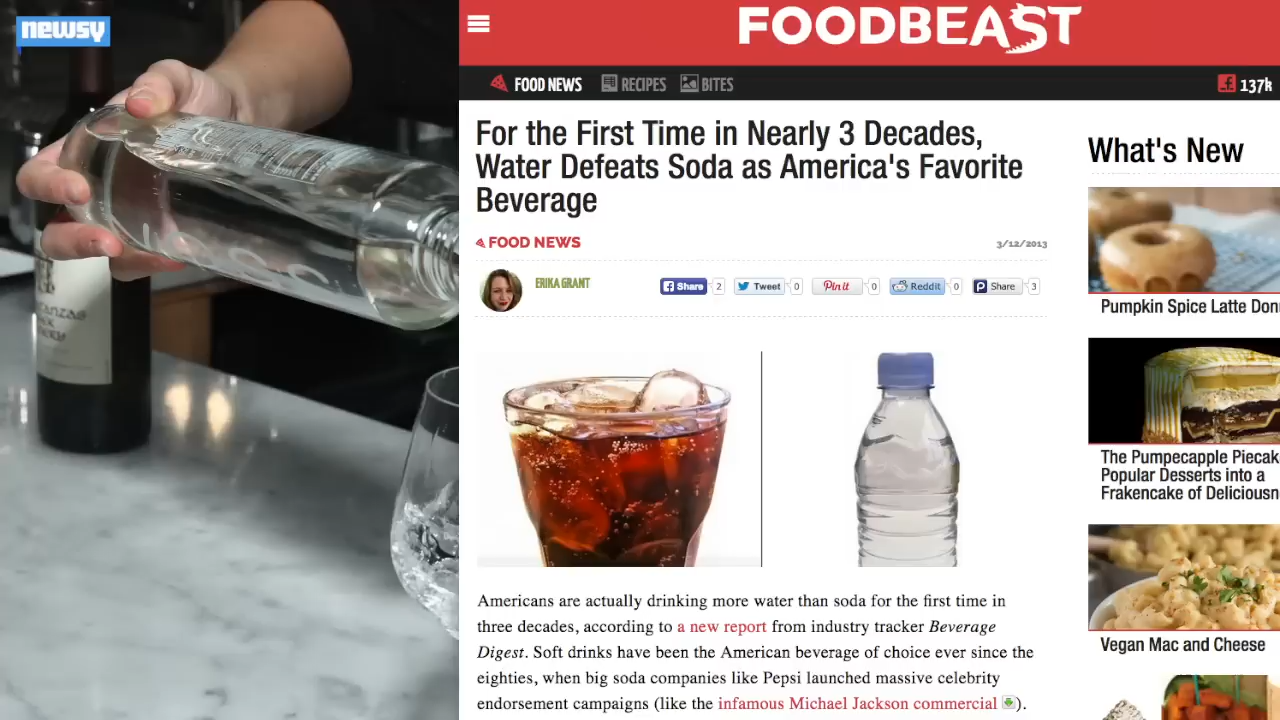 newsy
FOODBEAST
FOOD NEWS
RECIPES
BITES
137k
For the First Time in Nearly 3 Decades,
Water Defeats Soda as America's Favorite
Beverage
FOOD NEWS
3/12/2013
ERIKA GRANT
Share 2
Tweet 0
Pin it 0
Reddit 0
Share 3
Americans are actually drinking more water than soda for the first time in
three decades, according to a new report from industry tracker Beverage
Digest. Soft drinks have been the American beverage of choice ever since the
eighties, when big soda companies like Pepsi launched massive celebrity
endorsement campaigns (like the infamous Michael Jackson commercial ).
What's New
Pumpkin Spice Latte Don
The Pumpecapple Piecak
Popular Desserts into a
Frakencake of Deliciousn
Vegan Mac and Cheese